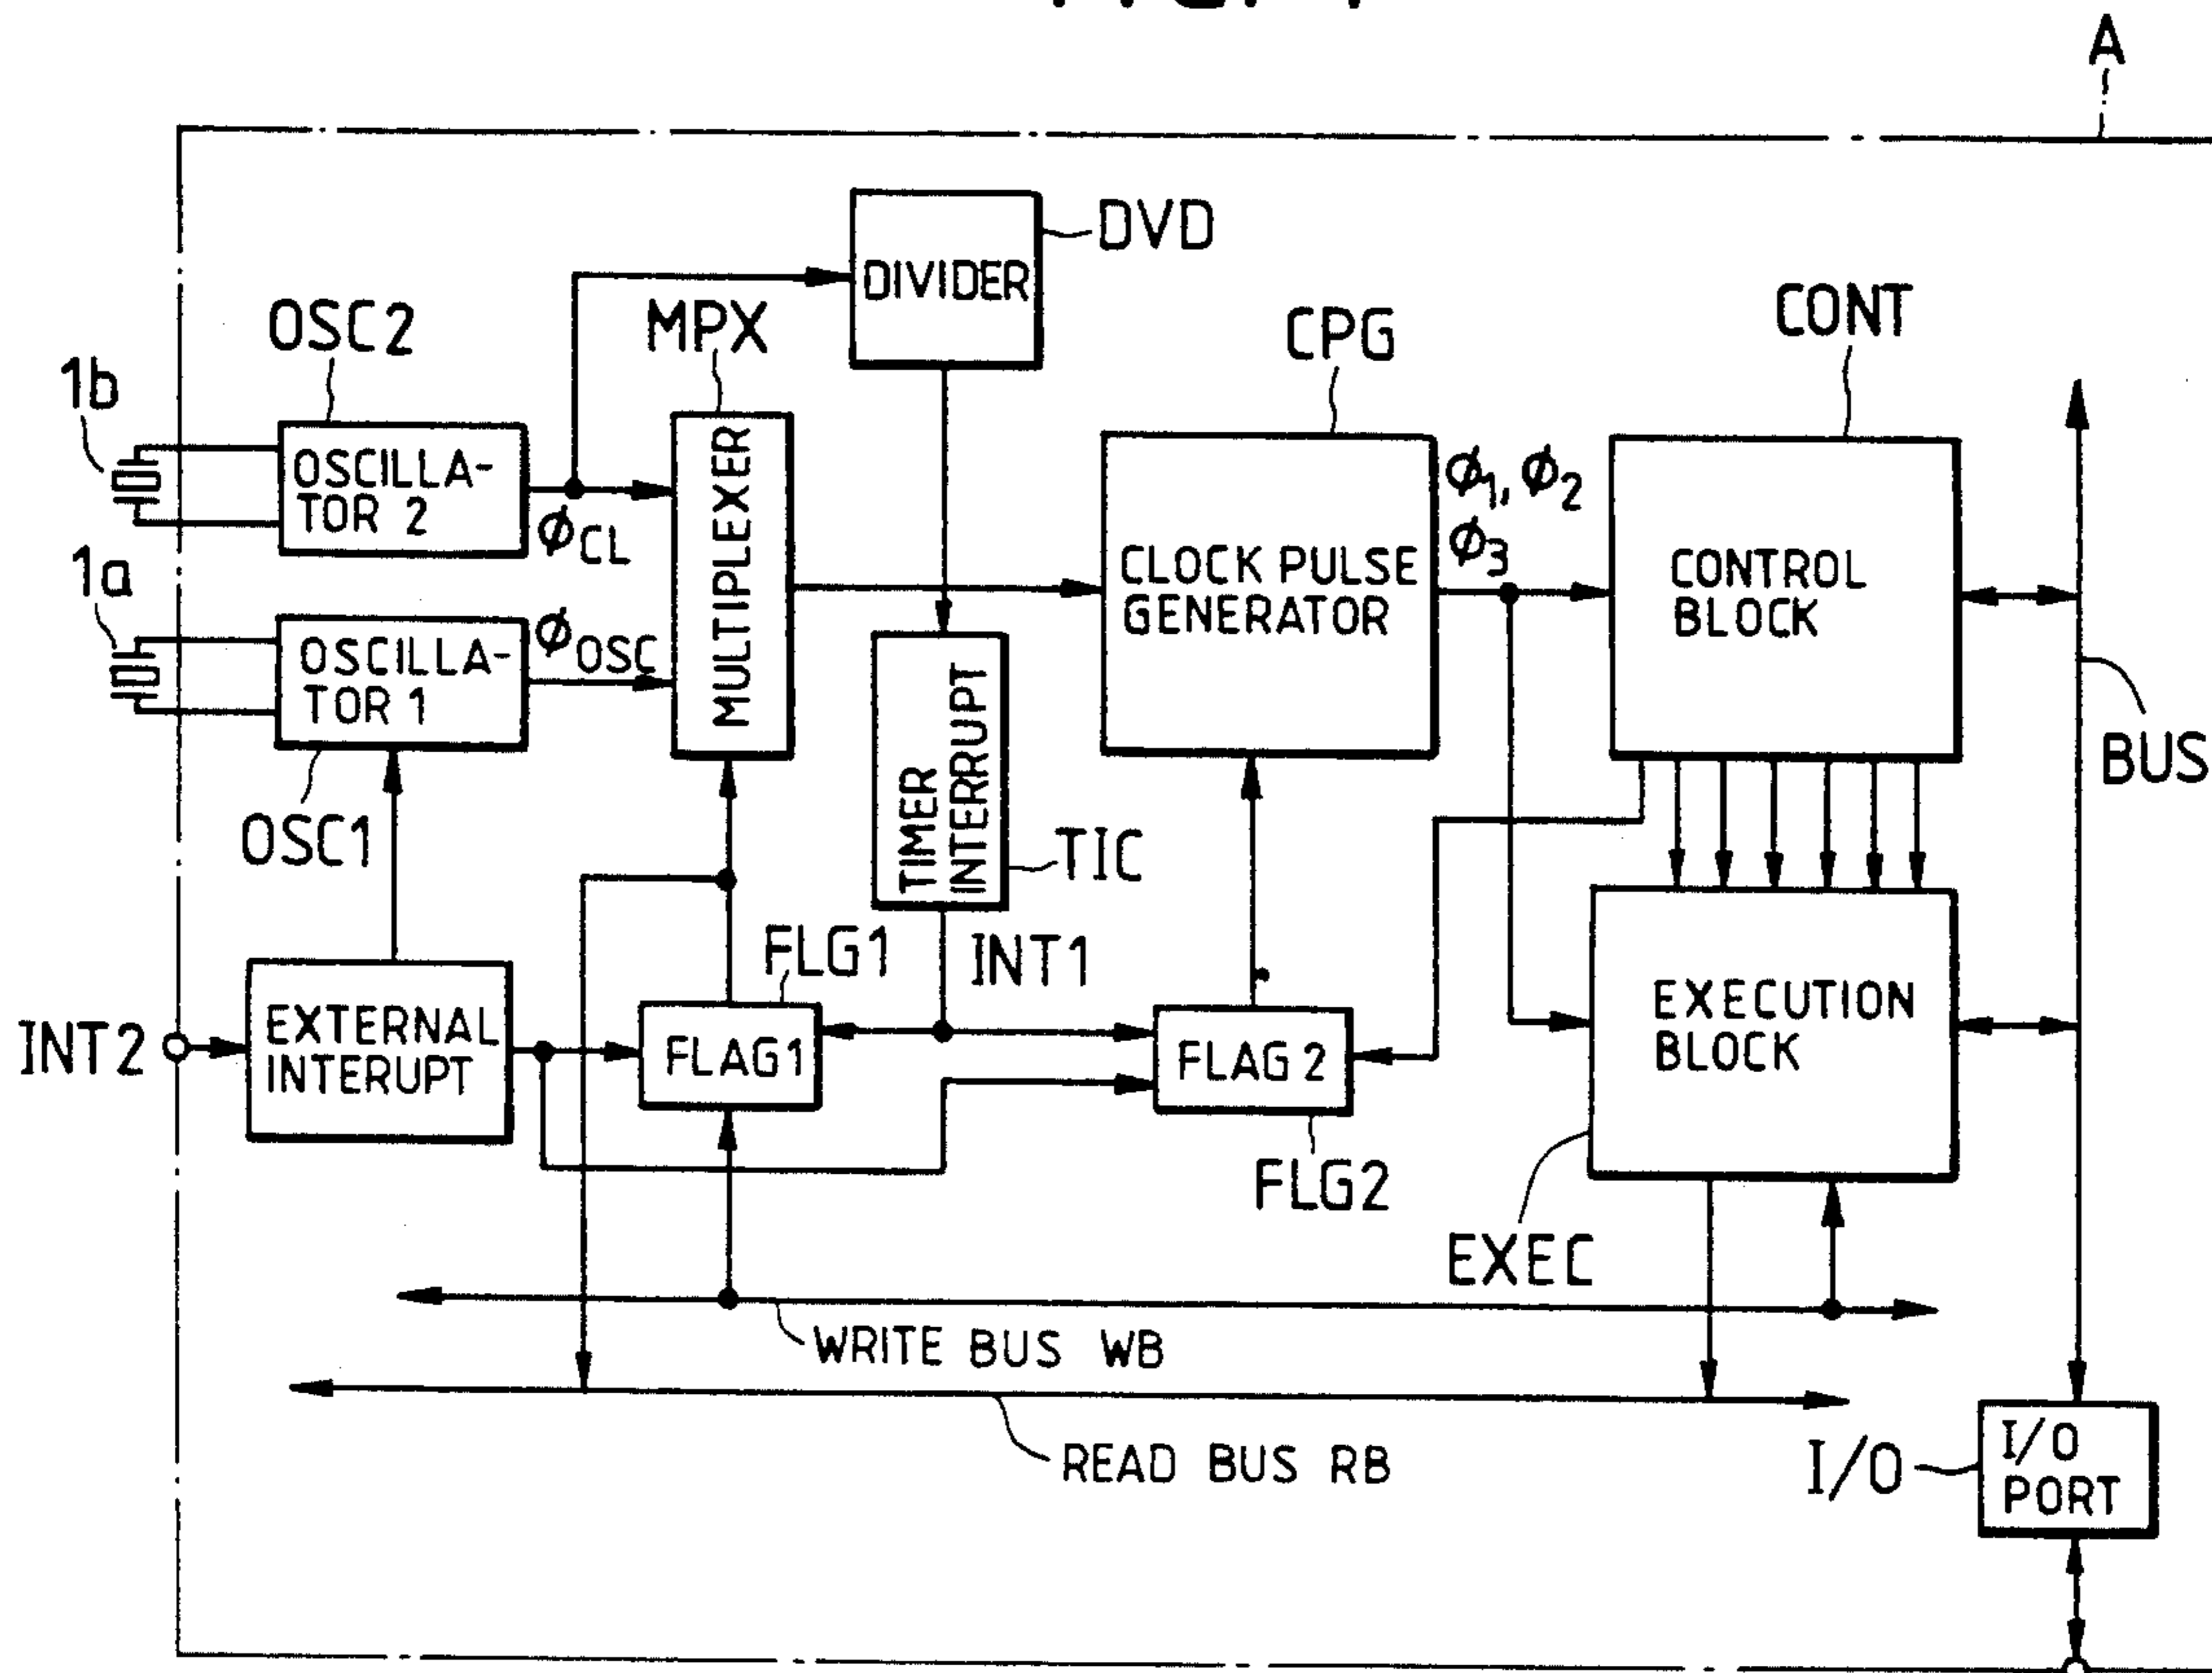 A
DVD
DIVIDER
OSC2
MPX
CPG
CONT
1b
OSCILLA-
TOR 2
ϕCL
MULTIPLEXER
CLOCK PULSE
GENERATOR
ϕ1, ϕ2
ϕ3
CONTROL
BLOCK
1a
OSCILLA-
TOR 1
ϕOSC
TIMER
INTERRUPT
BUS
OSC1
TIC
FLG1
INT1
INT2
EXTERNAL
INTERUPT
FLAG1
FLAG 2
EXECUTION
BLOCK
FLG2
EXEC
WRITE BUS WB
READ BUS RB
I/O
I/O
PORT